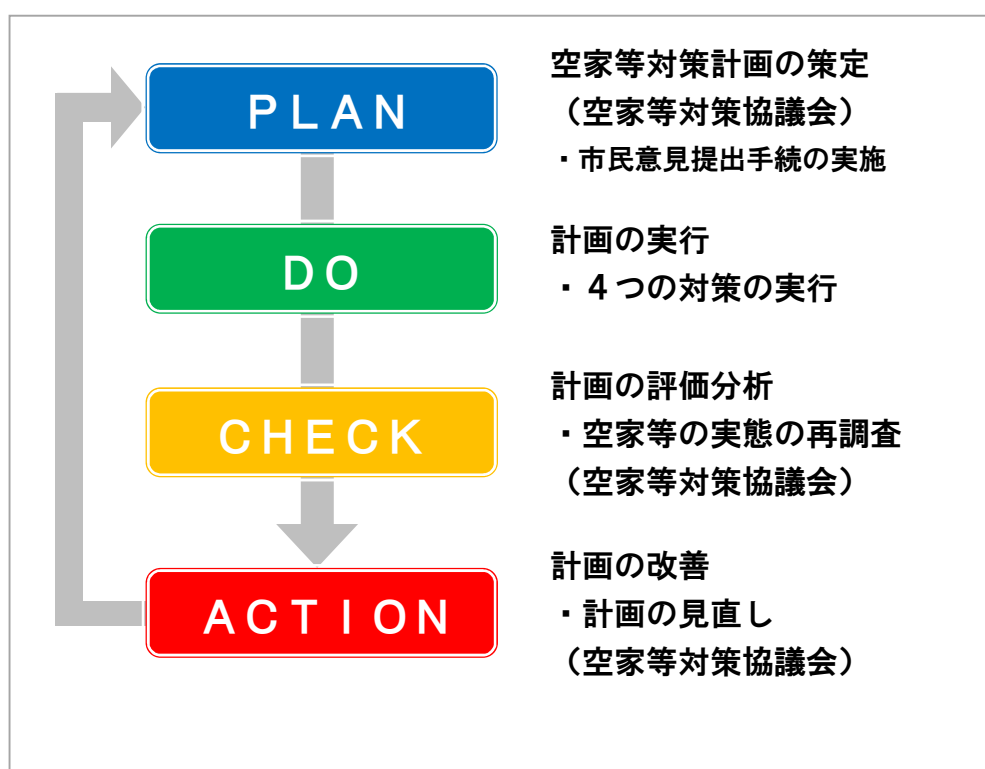 PLAN
空家等対策計画の策定
（空家等対策協議会）
・市民意見提出手続の実施
DO
計画の実行
・４つの対策の実行
CHECK
計画の評価分析
・空家等の実態の再調査
（空家等対策協議会）
ACTION
計画の改善
・計画の見直し
（空家等対策協議会）